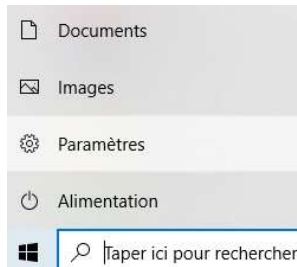 Documents
Images
Paramètres
Alimentation
Taper ici pour rechercher